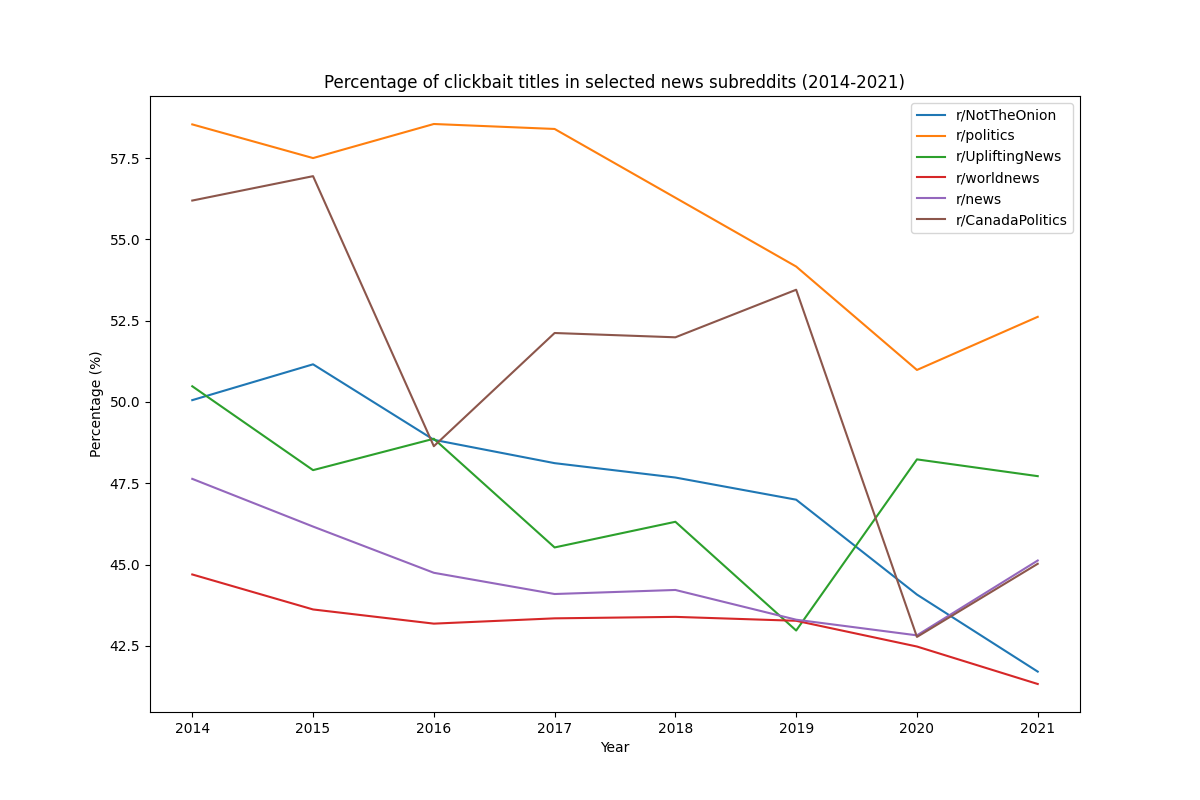 Percentage of clickbait titles in selected news subreddits (2014-2021)
r/NotTheOnion
r/politics
r/UpliftingNews
r/worldnews
r/news
r/CanadaPolitics
57.5
55.0
52.5
50.0
47.5
45.0
42.5
Percentage (%)
2014 2015 2016 2017 2018 2019 2020 2021
Year